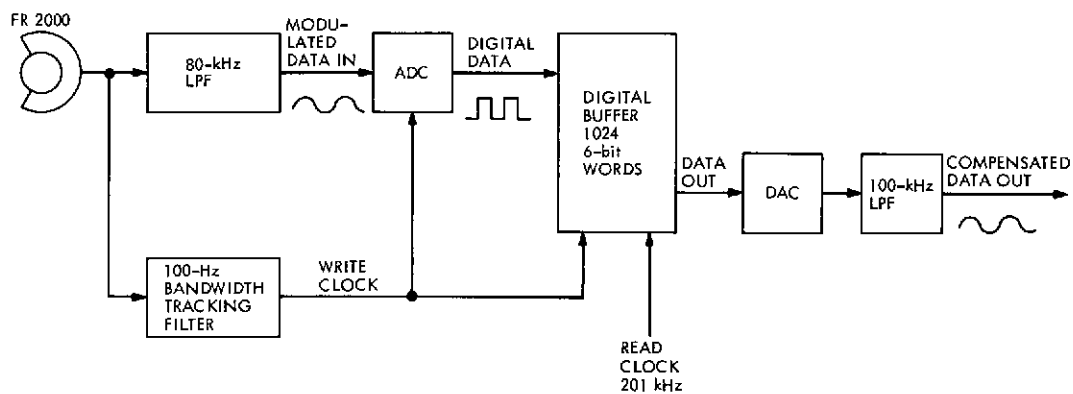 FR 2000
80-kHz
LPF
MODU-
LATED
DATA IN
ADC
DIGITAL
DATA
DIGITAL
BUFFER
1024
6-bit
WORDS
DATA
OUT
DAC
100-kHz
LPF
COMPENSATED
DATA OUT
100-Hz
BANDWIDTH
TRACKING
FILTER
WRITE
CLOCK
READ
CLOCK
201 kHz